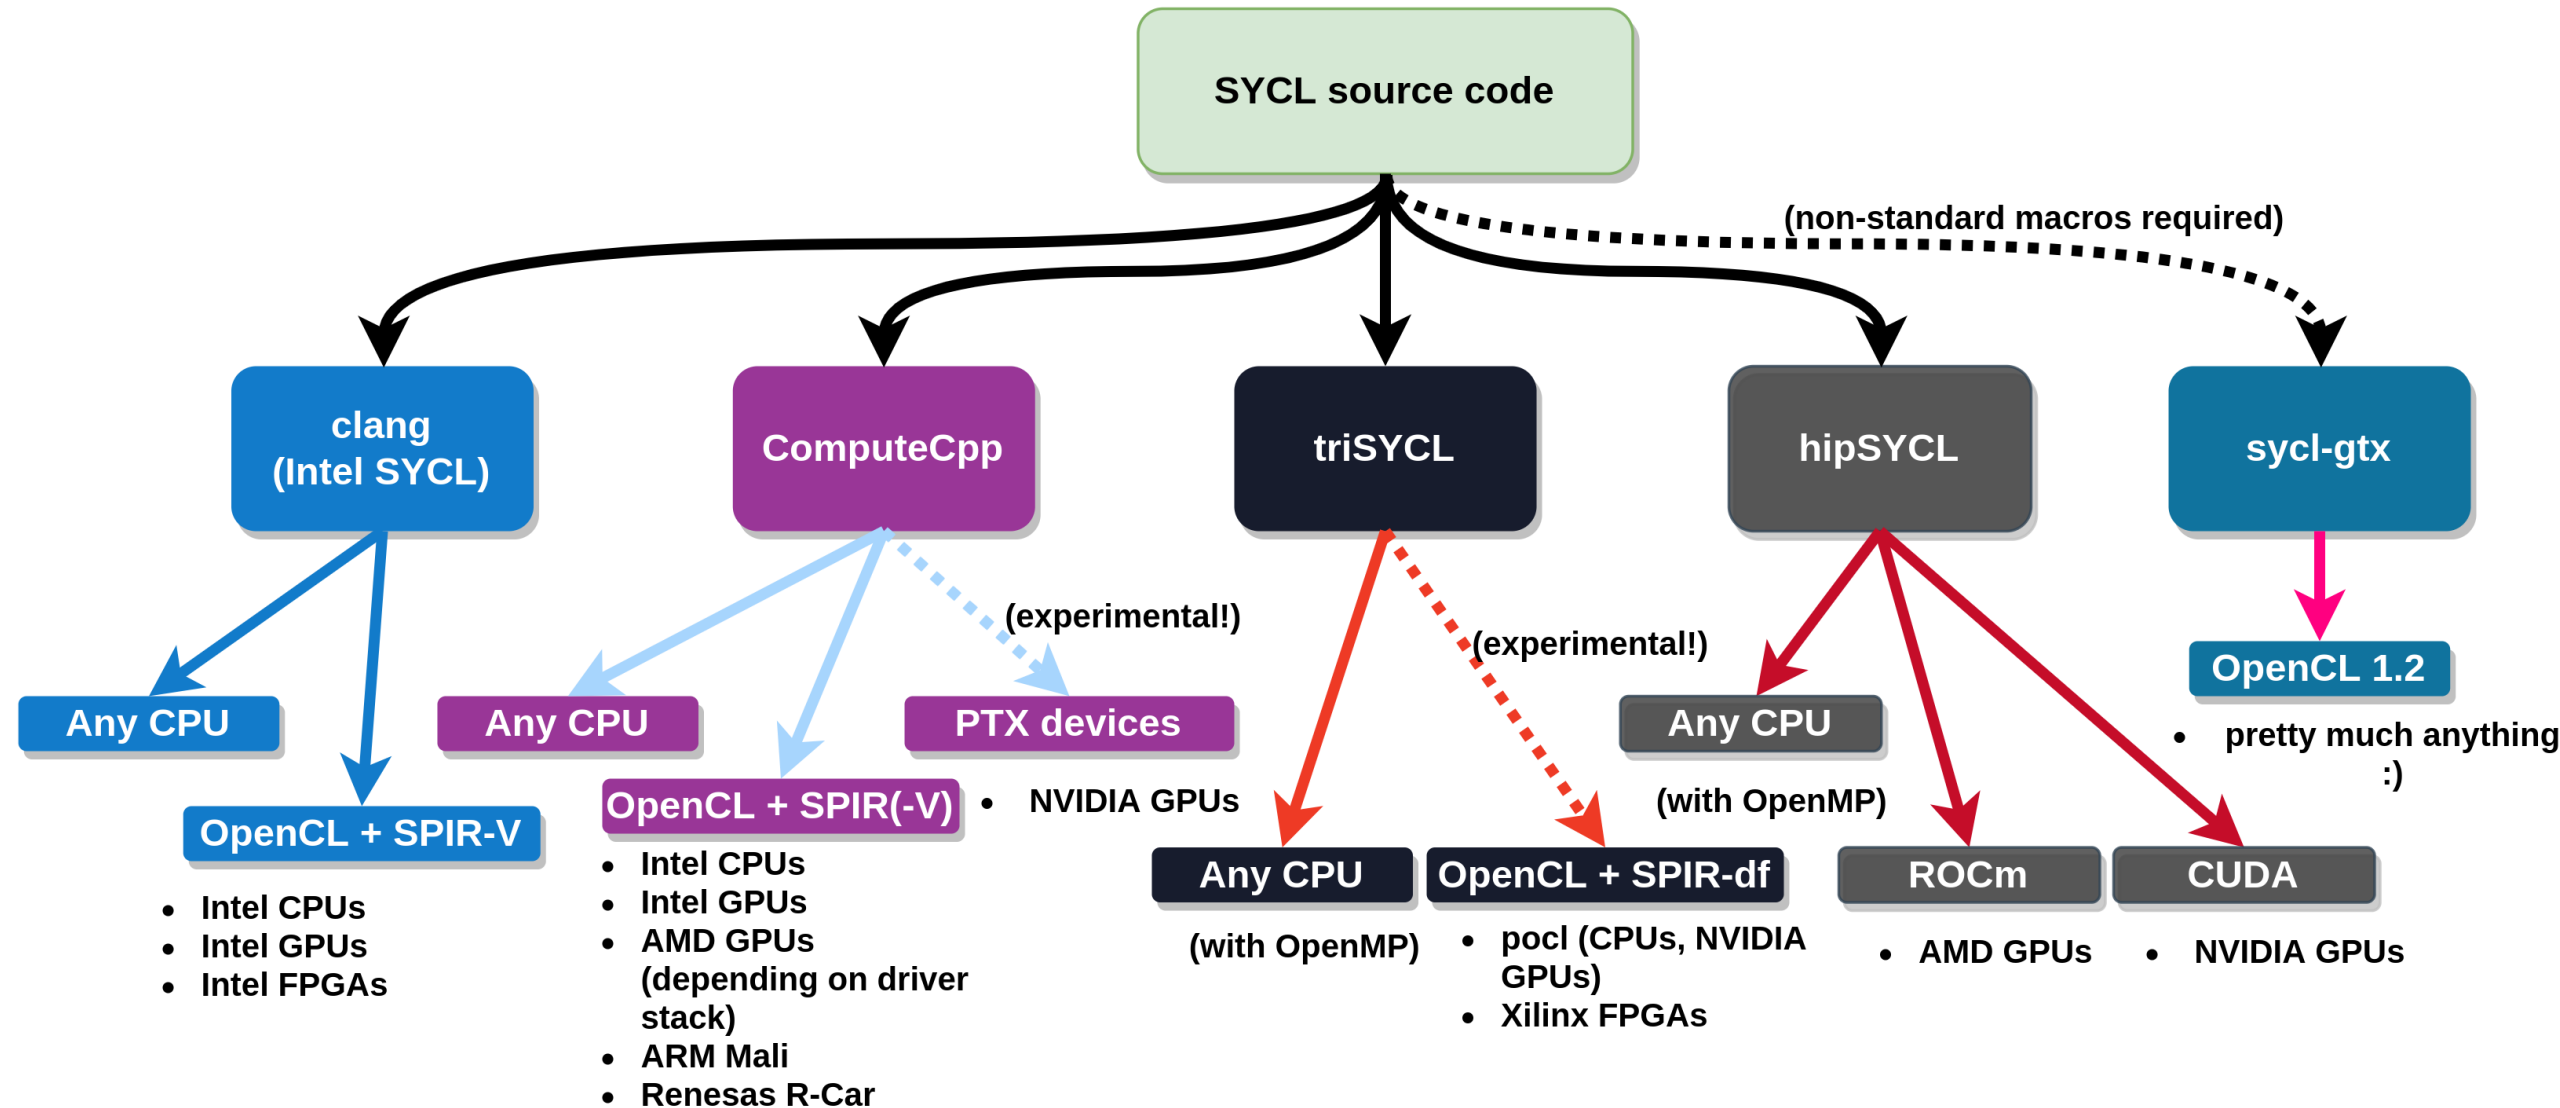 SYCL source code
(non-standard macros required)
clang
(Intel SYCL)
ComputeCpp
triSYCL
hipSYCL
sycl-gtx
(experimental!)
(experimental!)
Any CPU
OpenCL + SPIR-V
• Intel CPUs
• Intel GPUs
• Intel FPGAs
Any CPU
OpenCL + SPIR(-V)
• Intel CPUs
• Intel GPUs
• AMD GPUs
(depending on driver
stack)
• ARM Mali
• Renesas R-Car
PTX devices
• NVIDIA GPUs
Any CPU
(with OpenMP)
OpenCL + SPIR-df
• pocl (CPUs, NVIDIA
GPUs)
• Xilinx FPGAs
Any CPU
(with OpenMP)
ROCm
• AMD GPUs
CUDA
• NVIDIA GPUs
OpenCL 1.2
• pretty much anything
:)